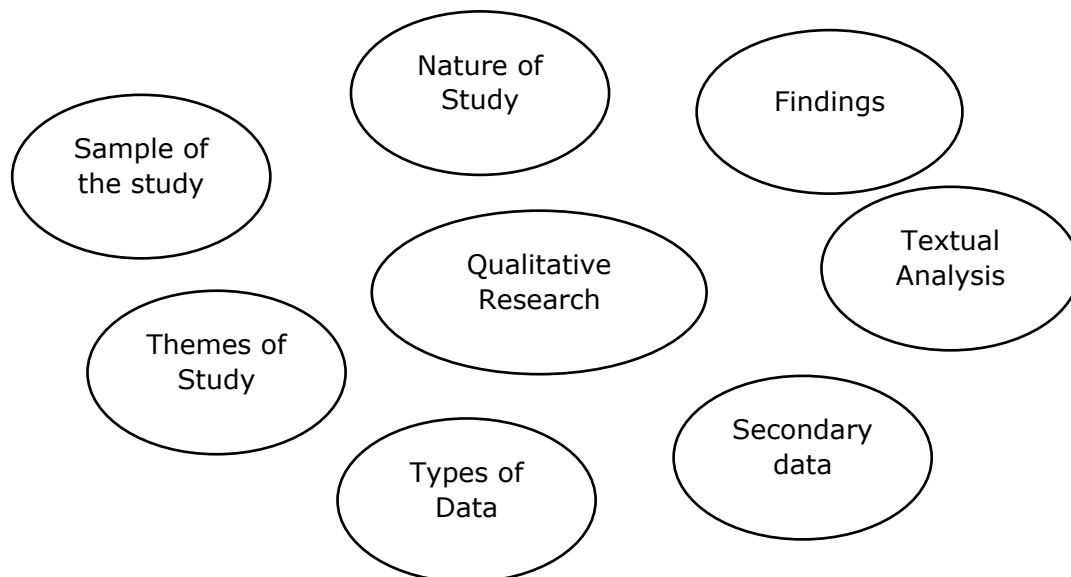 Nature of
Study
Findings
Sample of
the study
Textual
Analysis
Qualitative
Research
Themes of
Study
Secondary
data
Types of
Data